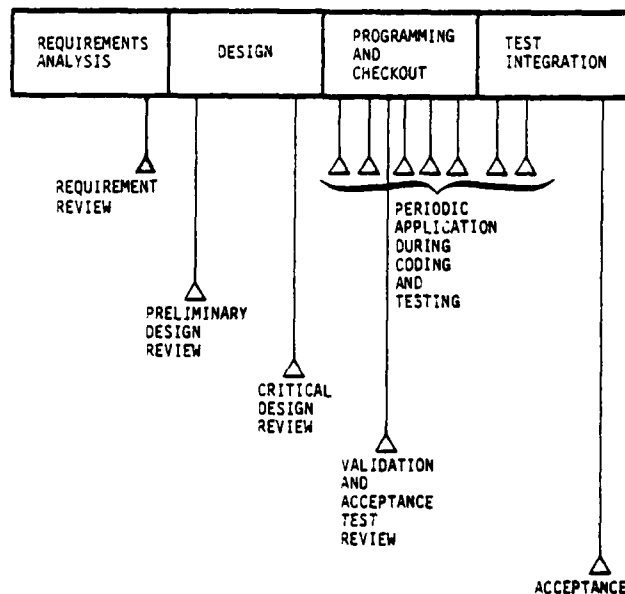 REQUIREMENTS
ANALYSIS
DESIGN
PROGRAMMING
AND
CHECKOUT
TEST
INTEGRATION
REQUIREMENT
REVIEW
PERIODIC
APPLICATION
DURING
CODING
AND
TESTING
PRELIMINARY
DESIGN
REVIEW
CRITICAL
DESIGN
REVIEW
VALIDATION
AND
ACCEPTANCE
TEST
REVIEW
ACCEPTANCE